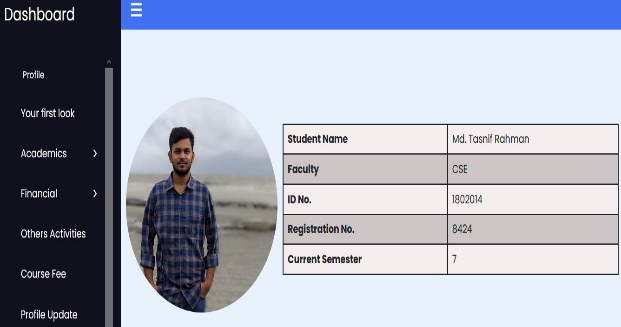 Dashboard
Profile
Your first look
Academics
Financial
Others Activities
Course Fee
Profile Update
Student Name Md. Tasnif Rahman
Faculty CSE
ID No. 1802014
Registration No. 8424
Current Semester 7